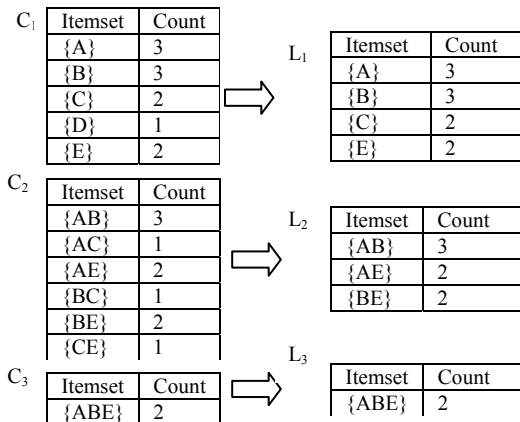 C1
Itemset Count
{A} 3
{B} 3
{C} 2
{D} 1
{E} 2
L1
Itemset Count
{A} 3
{B} 3
{C} 2
{E} 2
C2
Itemset Count
{AB} 3
{AC} 1
{AE} 2
{BC} 1
{BE} 2
{CE} 1
L2
Itemset Count
{AB} 3
{AE} 2
{BE} 2
C3
Itemset Count
{ABE} 2
L3
Itemset Count
{ABE} 2